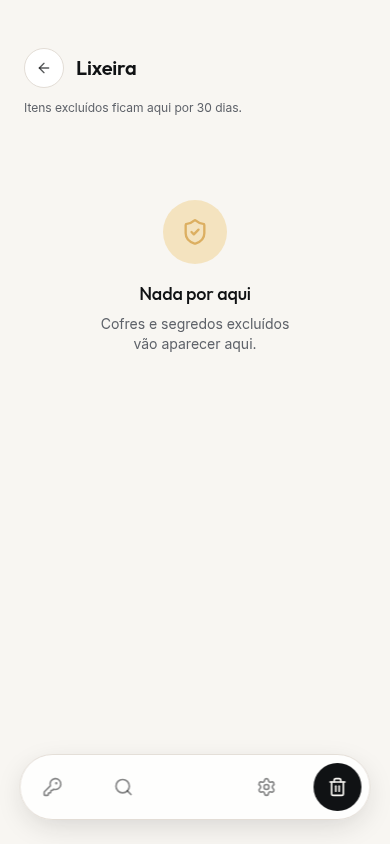 Lixeira
Itens excluídos ficam aqui por 30 dias.
Nada por aqui
Cofres e segredos excluídos
vão aparecer aqui.